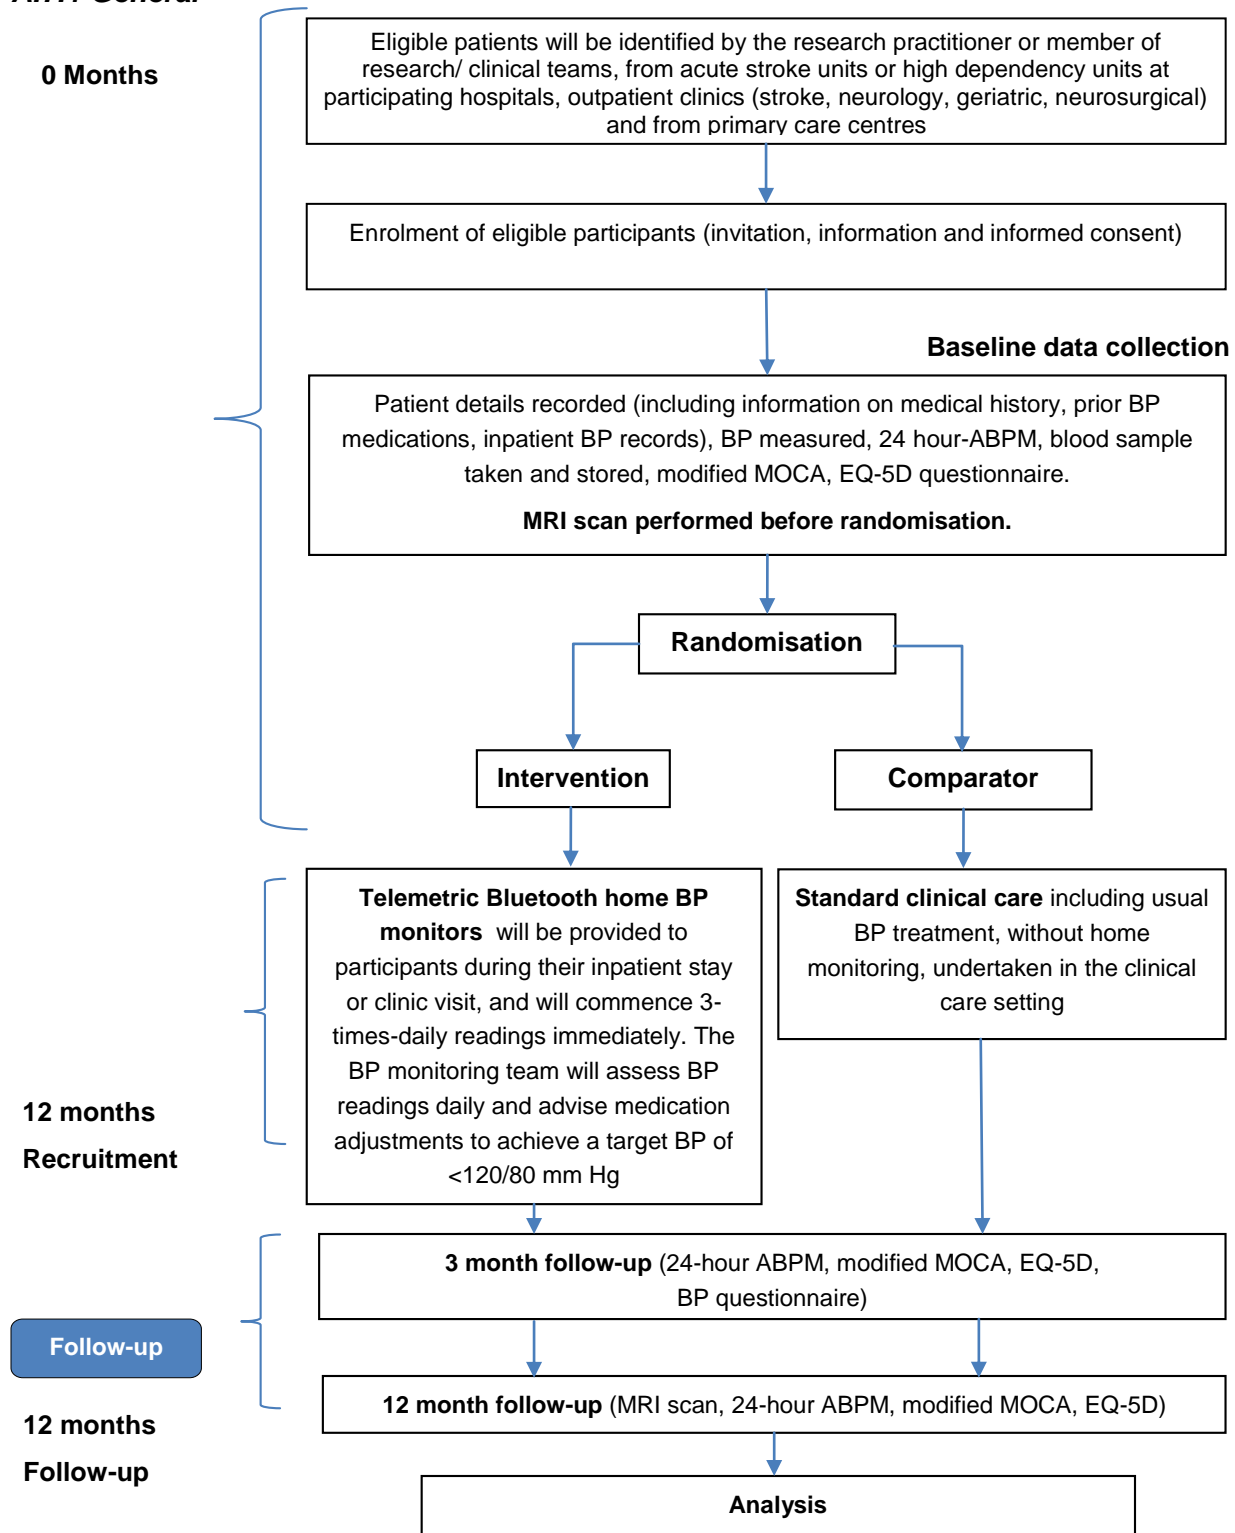 0 Months
Eligible patients will be identified by the research practitioner or member of
research/ clinical teams, from acute stroke units or high dependency units at
participating hospitals, outpatient clinics (stroke, neurology, geriatric, neurosurgical)
and from primary care centres
Enrolment of eligible participants (invitation, information and informed consent)
Baseline data collection
Patient details recorded (including information on medical history, prior BP
medications, inpatient BP records), BP measured, 24 hour-ABPM, blood sample
taken and stored, modified MOCA, EQ-5D questionnaire.
MRI scan performed before randomisation.
Randomisation
Intervention
Comparator
Telemetric Bluetooth home BP
monitors will be provided to
participants during their inpatient stay
or clinic visit, and will commence 3-
times-daily readings immediately. The
BP monitoring team will assess BP
readings daily and advise medication
adjustments to achieve a target BP of
<120/80 mm Hg
Standard clinical care including usual
BP treatment, without home
monitoring, undertaken in the clinical
care setting
12 months
Recruitment
3 month follow-up (24-hour ABPM, modified MOCA, EQ-5D,
BP questionnaire)
Follow-up
12 month follow-up (MRI scan, 24-hour ABPM, modified MOCA, EQ-5D)
12 months
Follow-up
Analysis